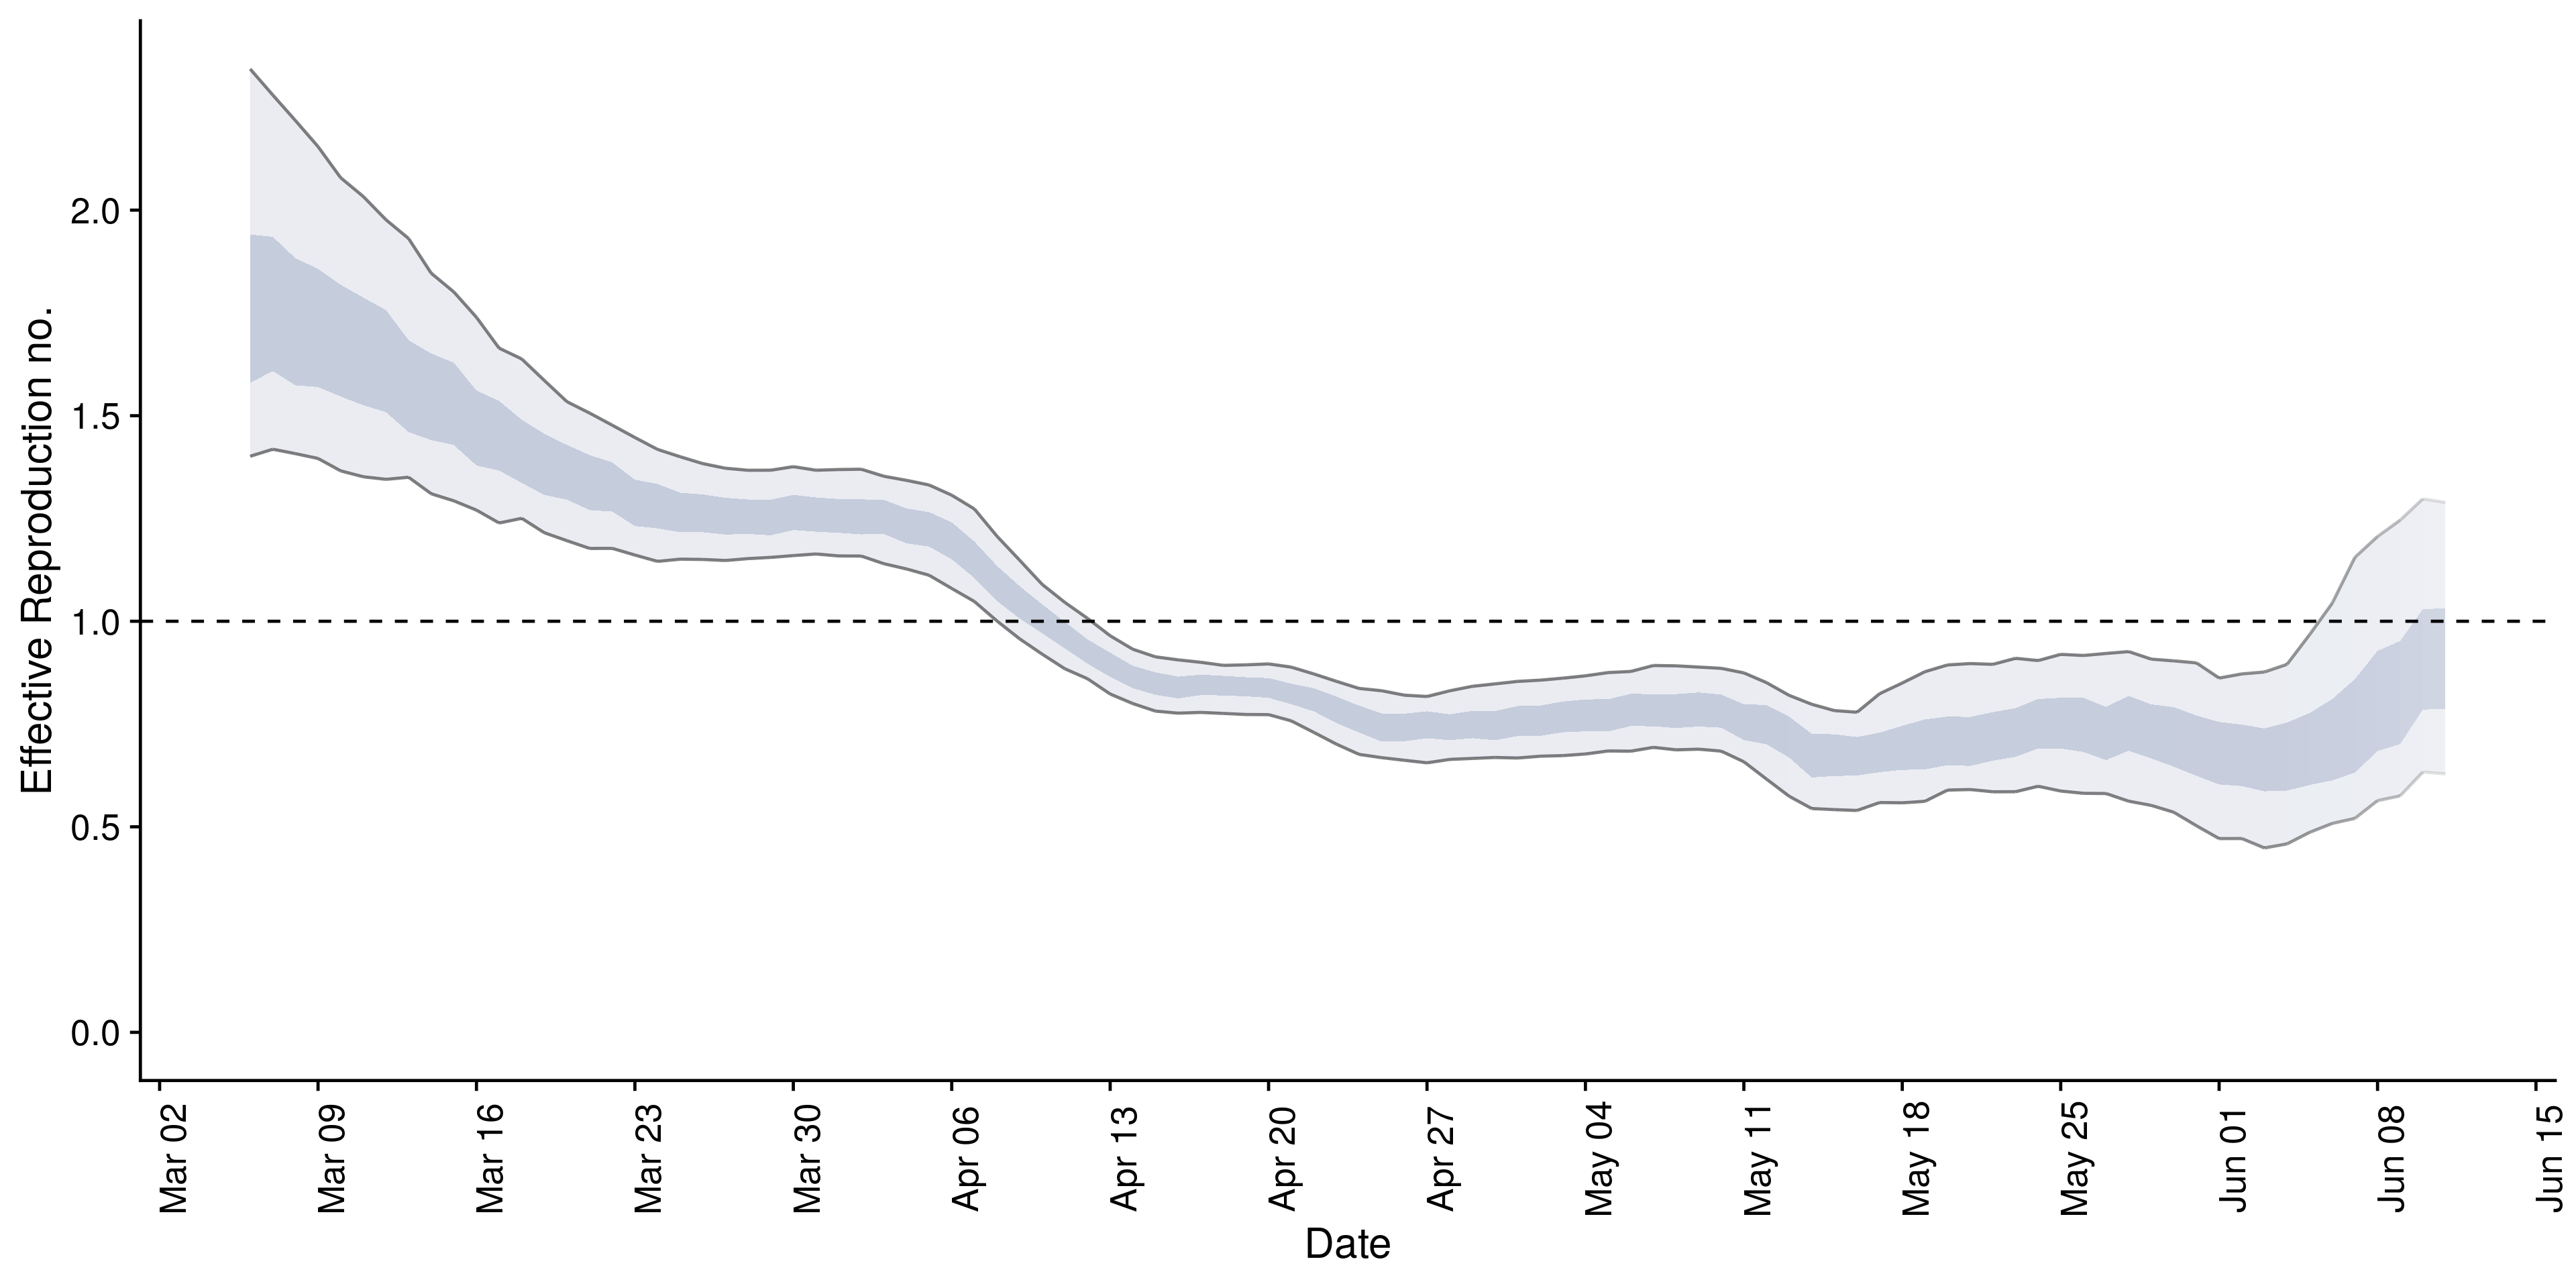 Effective Reproduction no.
2.0
1.5
1.0
0.5
0.0
Mar 02
Mar 09
Mar 16
Mar 23
Mar 30
Apr 06
Apr 13
Apr 20
Apr 27
May 04
May 11
May 18
May 25
Jun 01
Jun 08
Jun 15
Date